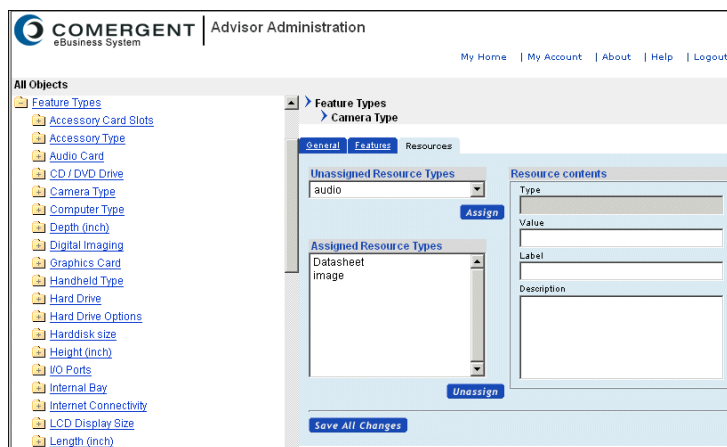 COMERGENT
eBusiness System
Advisor Administration
My Home | My Account | About | Help | Logout
All Objects
Feature Types
Accessory Card Slots
Accessory Type
Audio Card
CD / DVD Drive
Camera Type
Computer Type
Depth (inch)
Digital Imaging
Graphics Card
Handheld Type
Hard Drive
Hard Drive Options
Harddisk size
Height (inch)
I/O Ports
Internal Bay
Internet Connectivity
LCD Display Size
Length (inch)
Feature Types
Camera Type
General
Features
Resources
Unassigned Resource Types
audio
Assign
Assigned Resource Types
Datasheet
image
Unassign
Resource contents
Type
Value
Label
Description
Save All Changes